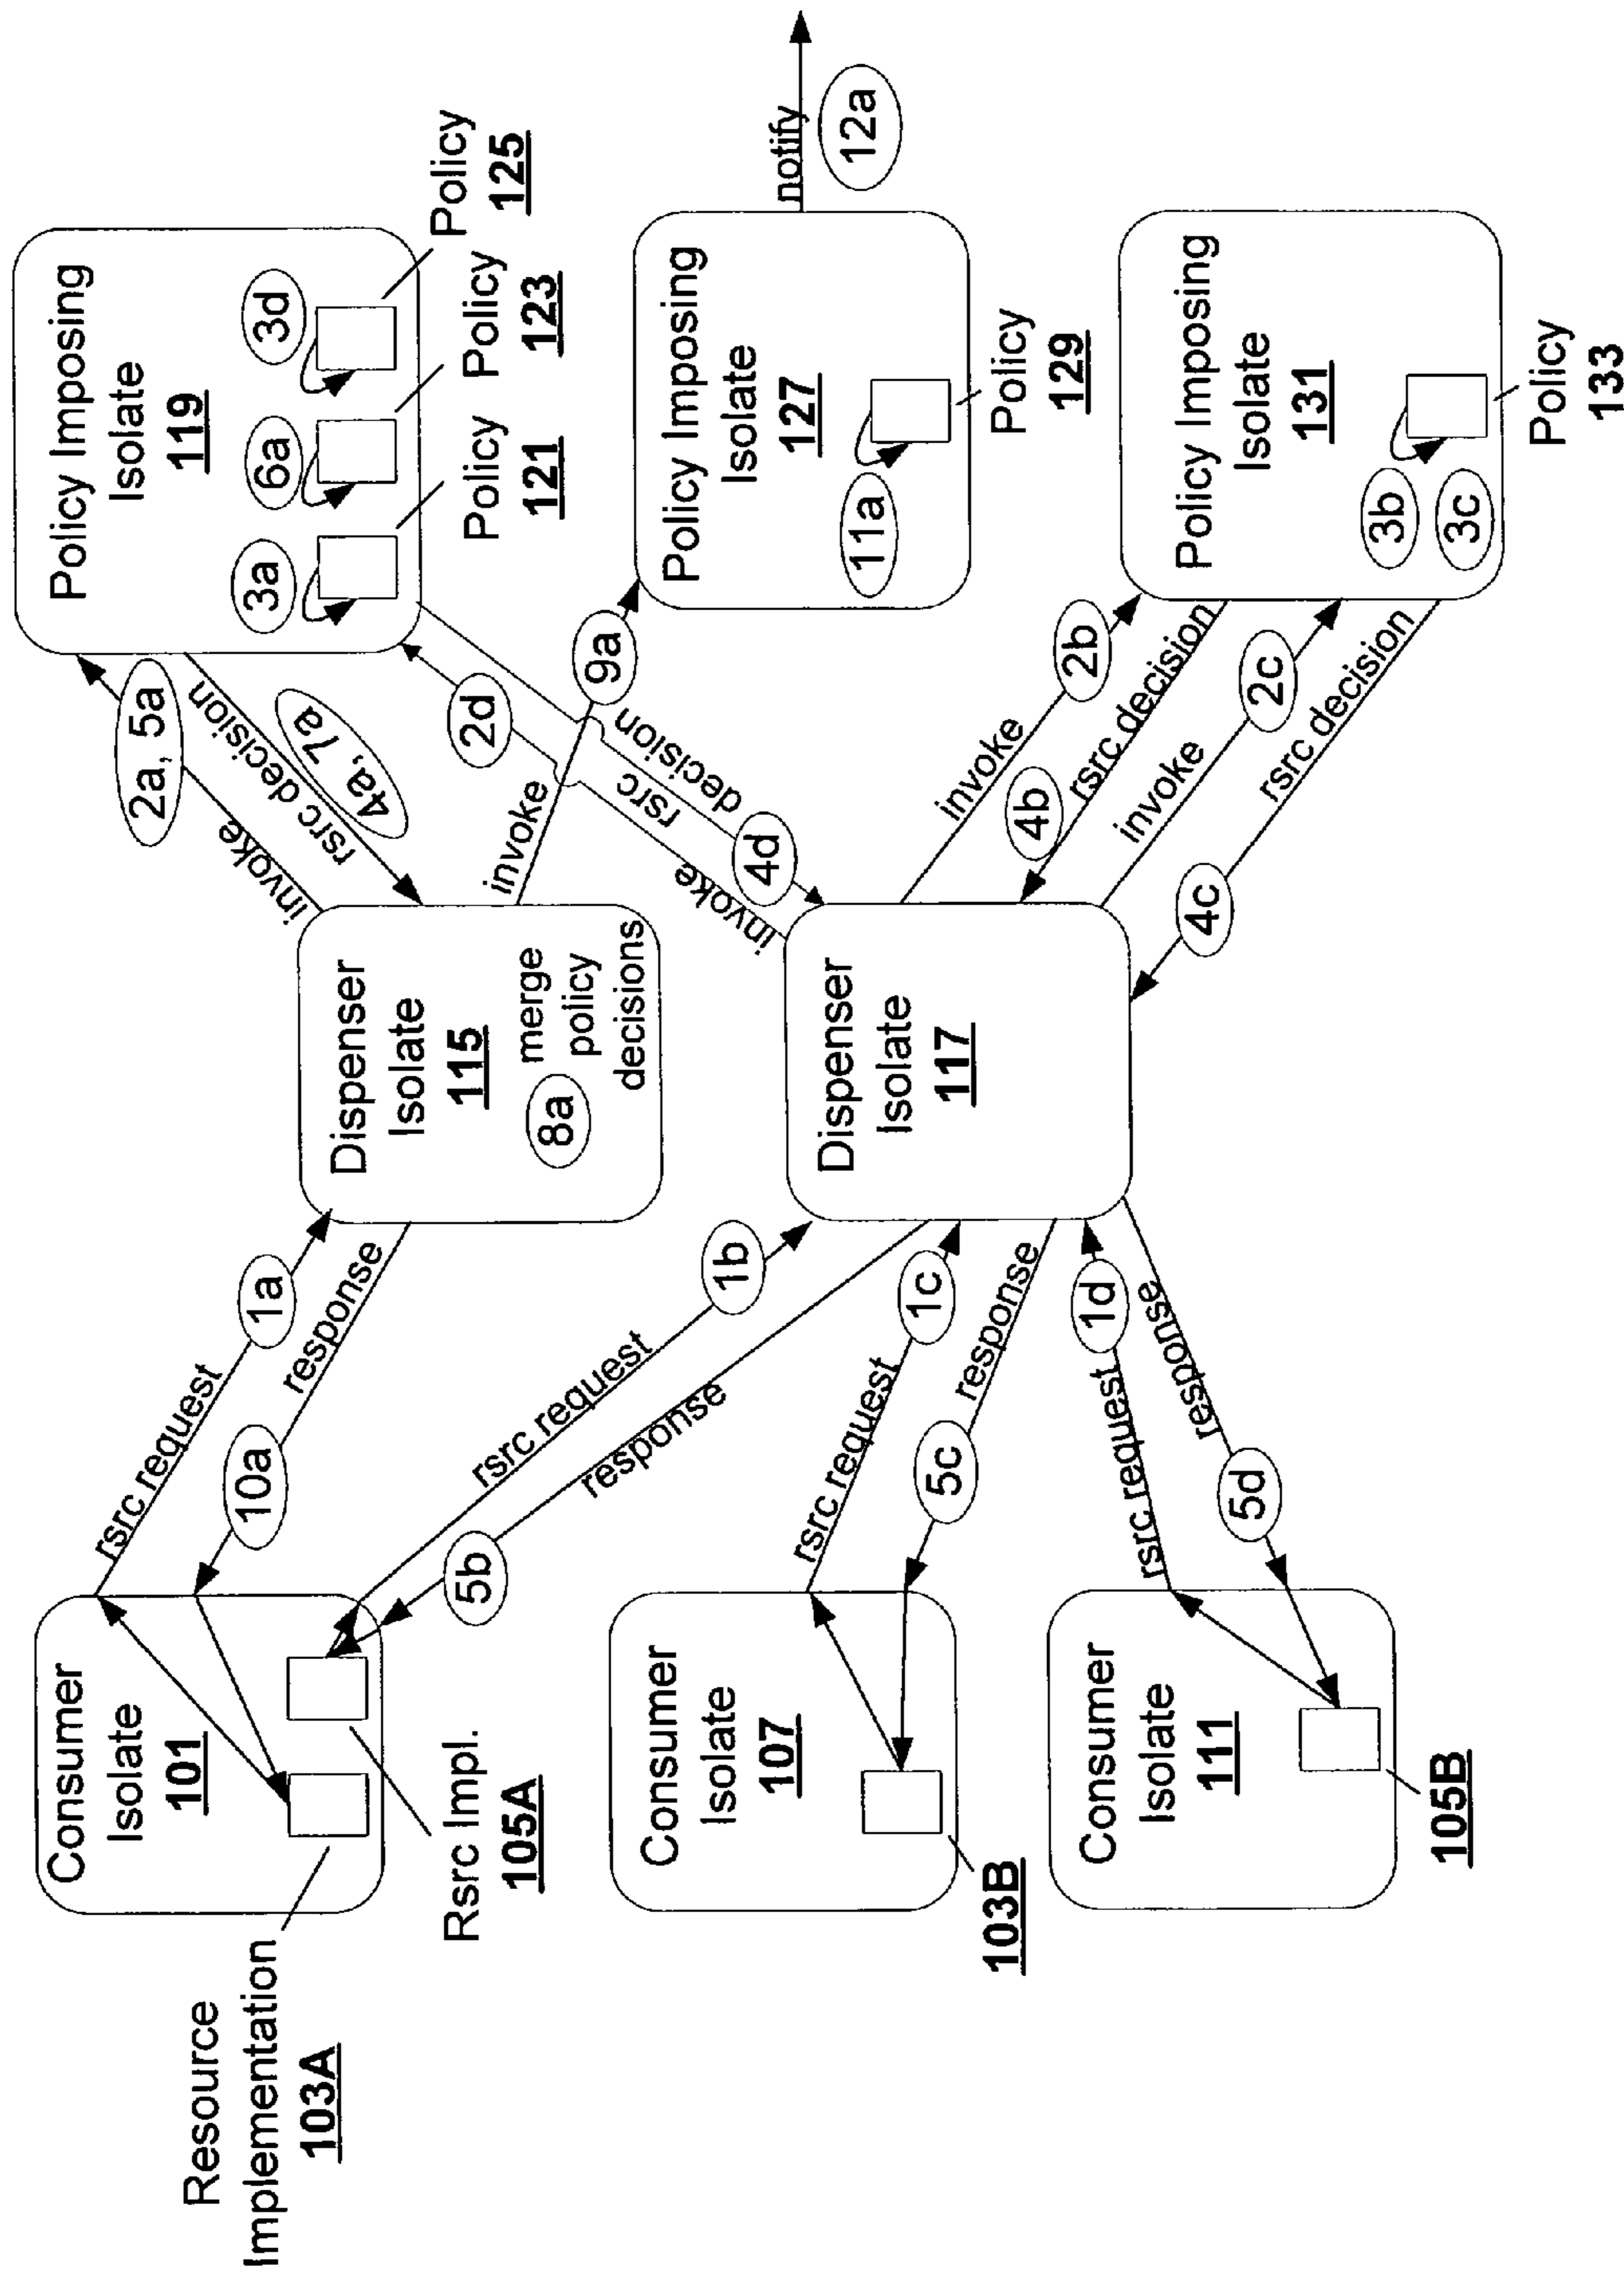 Resource
Implementation
103A
Consumer
Isolate
101
Rsrc Impl.
105A
rsrc request
1a
10a
response
rsrc request
1b
5b
response
Consumer
Isolate
107
103B
rsrc request
1c
5c
response
Consumer
Isolate
111
105B
rsrc request
1d
5d
response
Dispenser
Isolate
115
8a
merge
policy
decisions
Dispenser
Isolate
117
invoke
2a, 5a
rsrc decision
4a, 7a
invoke
9a
invoke
2d
rsrc
decision
4d
invoke
2b
4b
rsrc decision
invoke
2c
4c
rsrc decision
Policy Imposing
Isolate
119
3a
6a
3d
Policy
121
Policy
123
Policy
125
Policy Imposing
Isolate
127
11a
Policy
129
notify
12a
Policy Imposing
Isolate
131
3b
3c
Policy
133